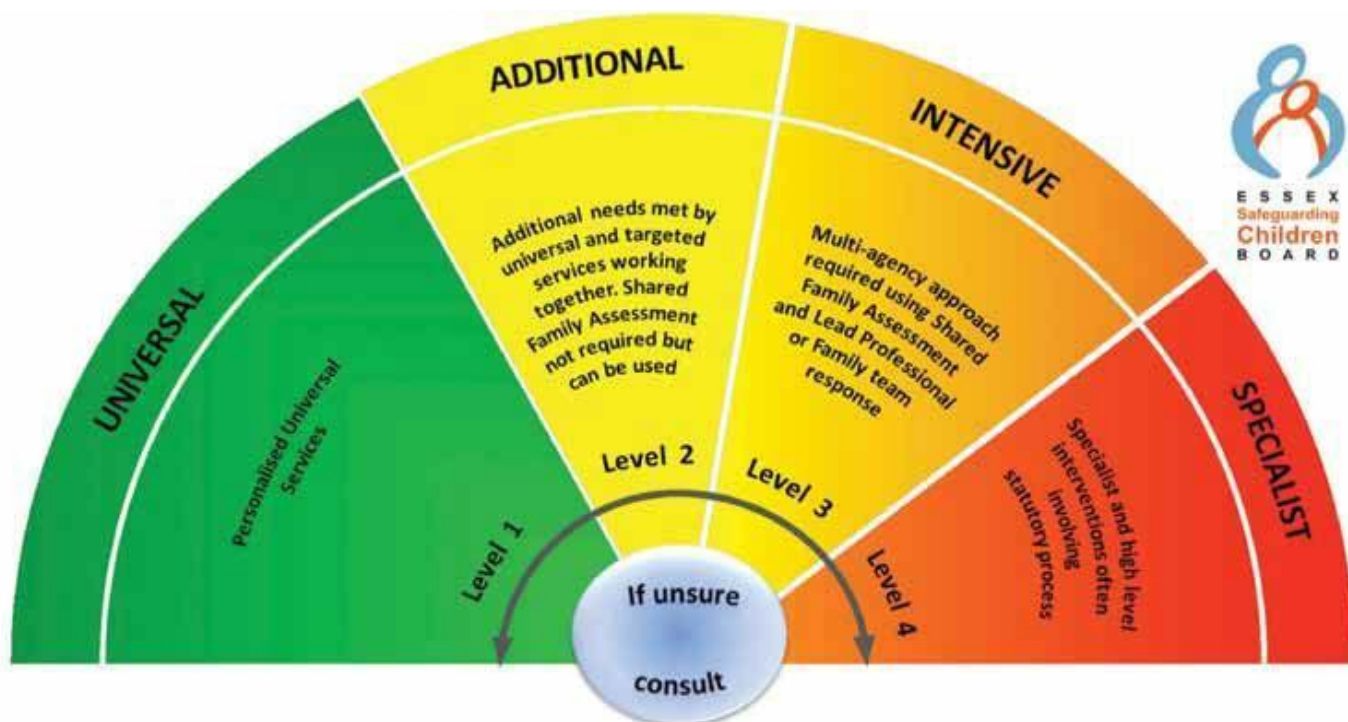 UNIVERSAL
Personalised Universal
Services
Level 1
ADDITIONAL
Additional needs met by
universal and targeted
services working
together. Shared
Family Assessment
not required but
can be used
Level 2
INTENSIVE
Multi-agency approach
required using Shared
Family Assessment
and Lead Professional
or Family team
response
Level 3
SPECIALIST
Specialist and high level
interventions often
involving
statutory process
Level 4
If unsure
consult
ESSEX
Safeguarding
Children
BOARD